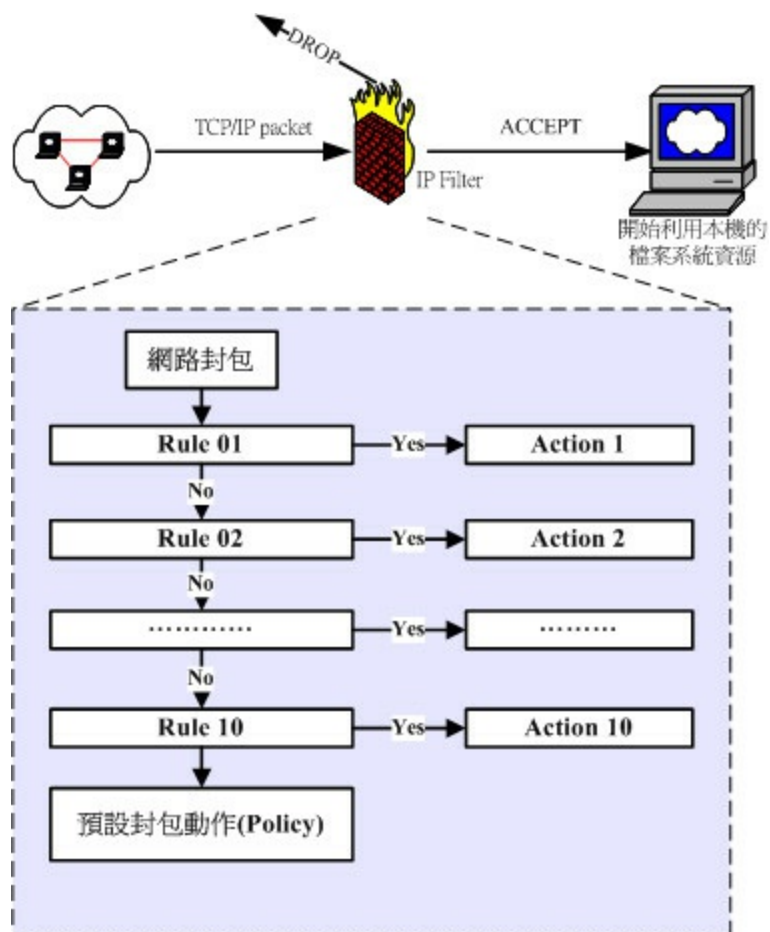 DROP
TCP/IP packet
ACCEPT
IP Filter
開始利用本機的
檔案系統資源
網路封包
Rule 01
Yes
Action 1
No
Rule 02
Yes
Action 2
No
…………
Yes
………
No
Rule 10
Yes
Action 10
預設封包動作(Policy)